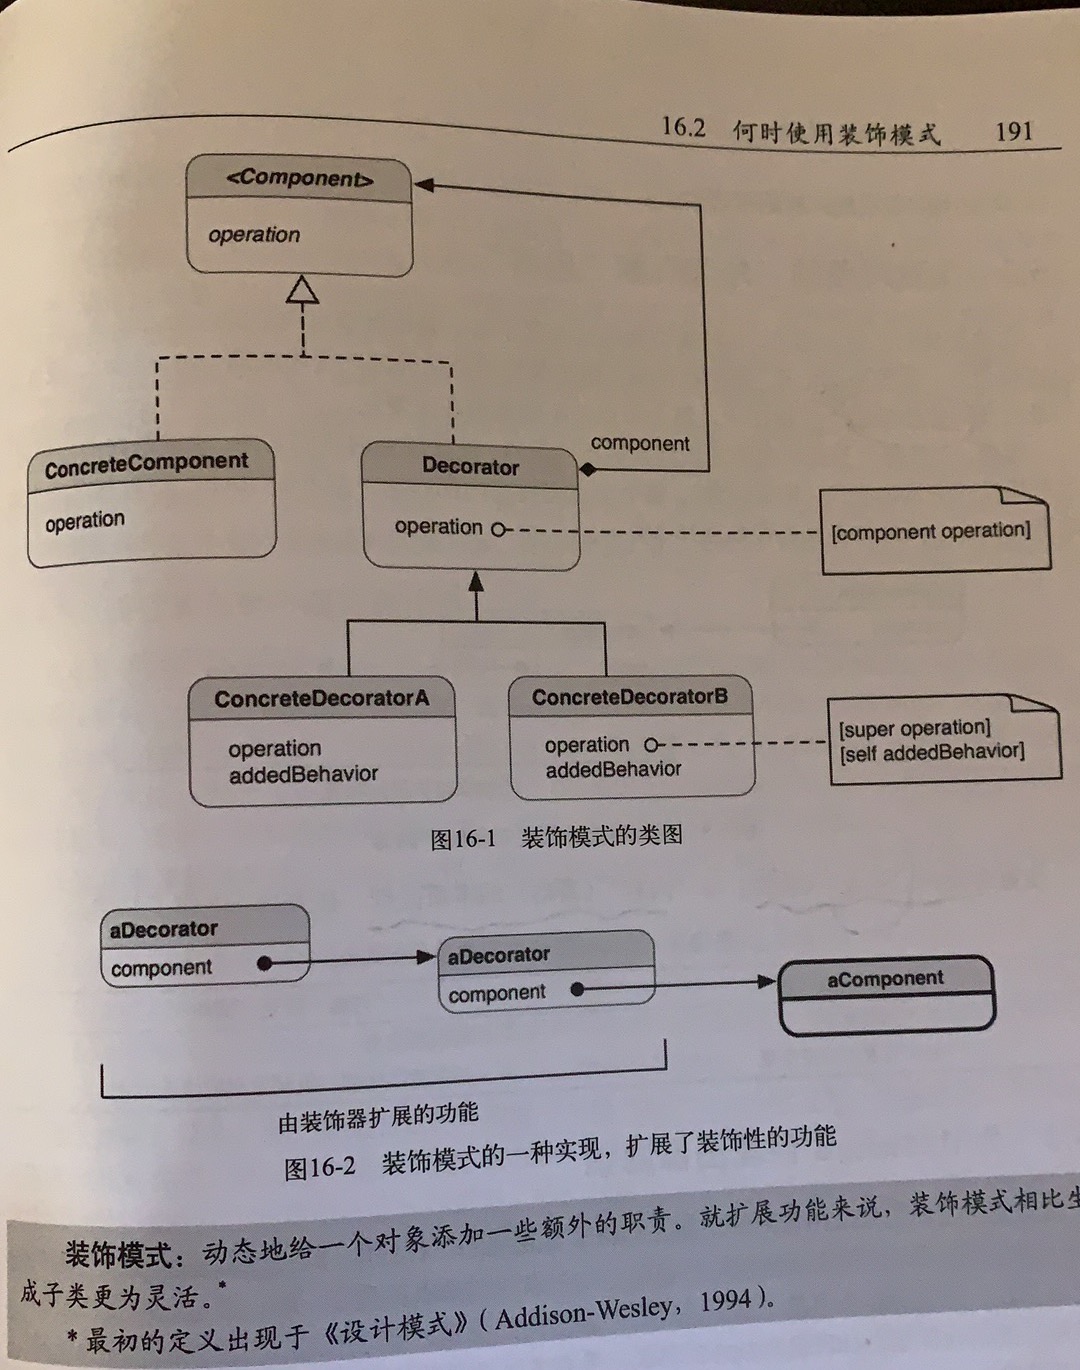 16.2 何时使用装饰模式 191
<Component>
operation
component
ConcreteComponent
operation
Decorator
operation
[component operation]
ConcreteDecoratorA
operation
addedBehavior
ConcreteDecoratorB
operation
addedBehavior
[super operation]
[self addedBehavior]
图16-1 装饰模式的类图
aDecorator
component
aDecorator
component
aComponent
由装饰器扩展的功能
图16-2 装饰模式的一种实现，扩展了装饰性的功能
装饰模式：动态地给一个对象添加一些额外的职责。就扩展功能来说，装饰模式相比生
成子类更为灵活。*
*最初的定义出现于《设计模式》（Addison-Wesley，1994）。